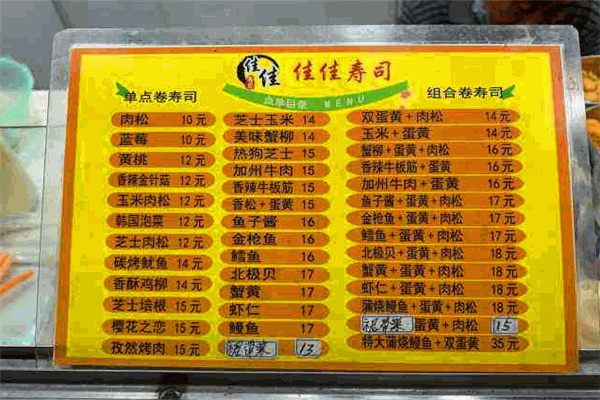 佳佳 佳佳寿司
点单目录 MENU
单点卷寿司
肉松 10元
蓝莓 10元
黄桃 12元
香辣金针菇 12元
玉米肉松 12元
韩国泡菜 12元
芝士肉松 12元
碳烤鱿鱼 14元
香酥鸡柳 14元
芝士培根 15元
樱花之恋 15元
孜然烤肉 15元
芝士玉米 14
美味蟹柳 14
热狗芝士 15
加州牛肉 15
香辣牛板筋 15
香松+蛋黄 15
鱼子酱 16
金枪鱼 16
鳕鱼 16
北极贝 17
蟹黄 17
虾仁 17
鳗鱼 17
13
组合卷寿司
双蛋黄+肉松 14元
玉米+蛋黄 14元
蟹柳+蛋黄+肉松 16元
香辣牛板筋+蛋黄 16元
加州牛肉+蛋黄 16元
鱼子酱+蛋黄+肉松 17元
金枪鱼+蛋黄+肉松 17元
鳕鱼+蛋黄+肉松 17元
北极贝+蛋黄+肉松 18元
蟹黄+蛋黄+肉松 18元
虾仁+蛋黄+肉松 18元
蒲烧鳗鱼+蛋黄+肉松 18元
蛋黄+肉松 15
特大蒲烧鳗鱼+双蛋黄 35元